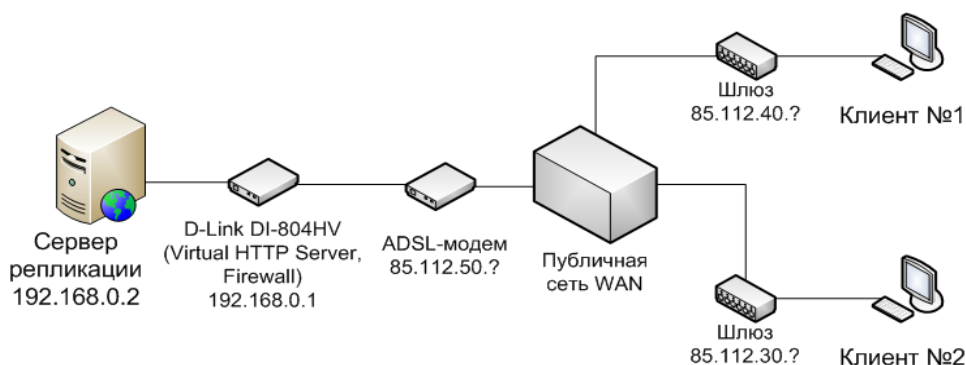 Сервер
репликации
192.168.0.2
D-Link DI-804HV
(Virtual HTTP Server,
Firewall)
192.168.0.1
ADSL-модем
85.112.50.?
Публичная
сеть WAN
Шлюз
85.112.40.?
Клиент №1
Шлюз
85.112.30.?
Клиент №2